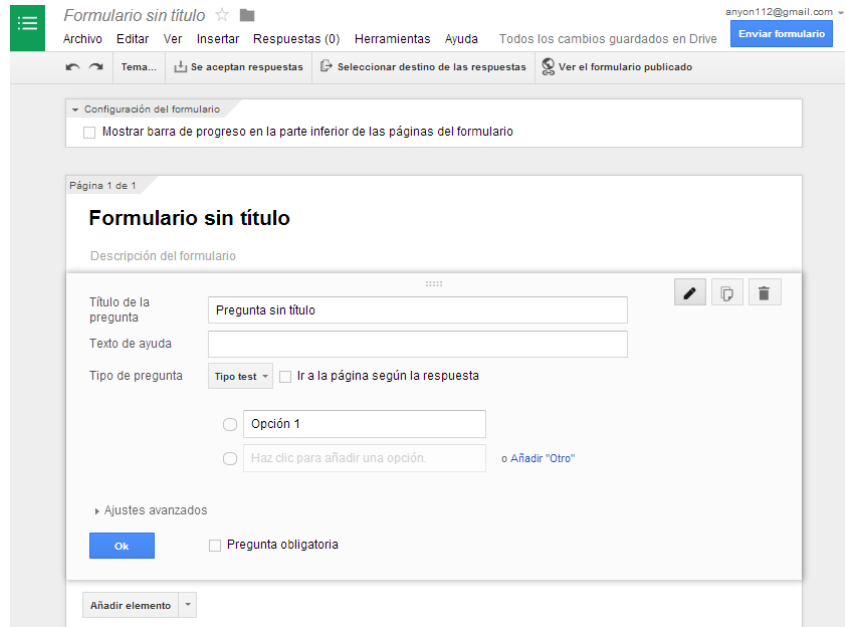 Formulario sin título
anyon112@gmail.com
Archivo Editar Ver Insertar Respuestas (0) Herramientas Ayuda Todos los cambios guardados en Drive
Enviar formulario
Tema... Se aceptan respuestas Seleccionar destino de las respuestas Ver el formulario publicado
Configuración del formulario
Mostrar barra de progreso en la parte inferior de las páginas del formulario
Página 1 de 1
Formulario sin título
Descripción del formulario
Título de la pregunta
Pregunta sin título
Texto de ayuda
Tipo de pregunta Tipo test Ir a la página según la respuesta
Opción 1
Haz clic para añadir una opción. o Añadir "Otro"
Ajustes avanzados
Ok Pregunta obligatoria
Añadir elemento